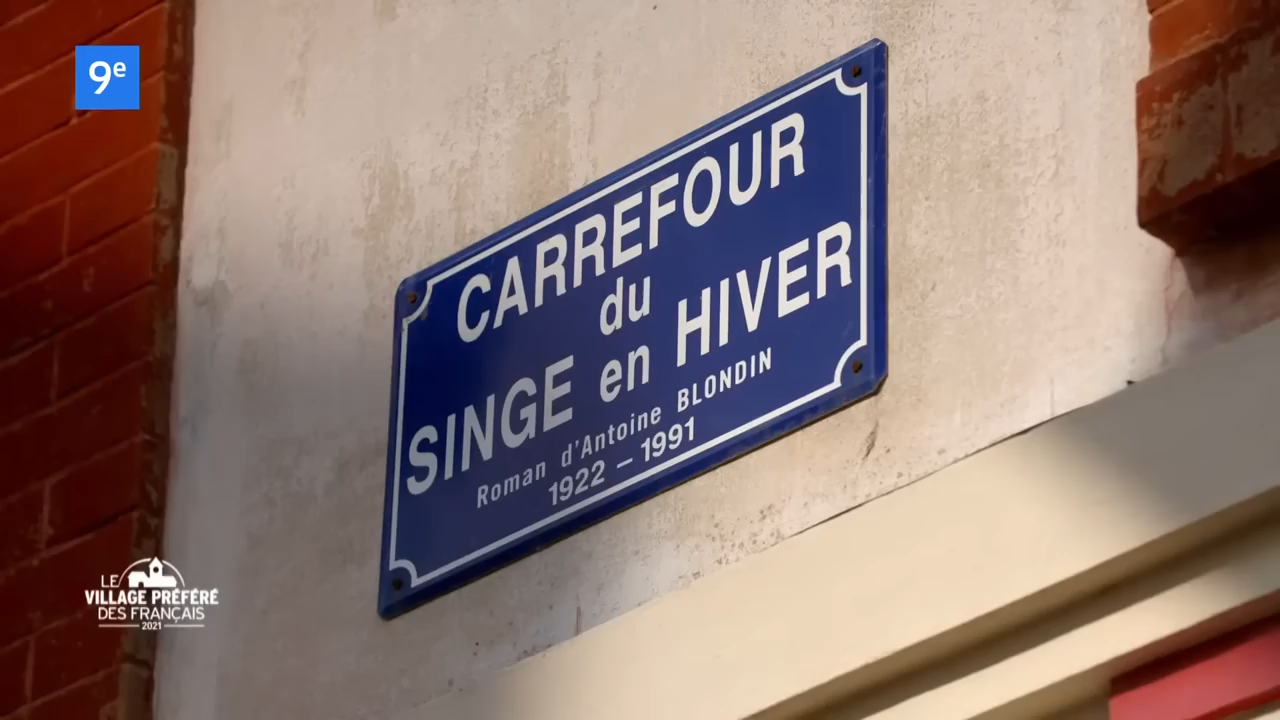 9e
CARREFOUR
du
SINGE en HIVER
Roman d'Antoine BLONDIN
1922 – 1991
LE
VILLAGE PRÉFÉRÉ
DES FRANÇAIS
2021